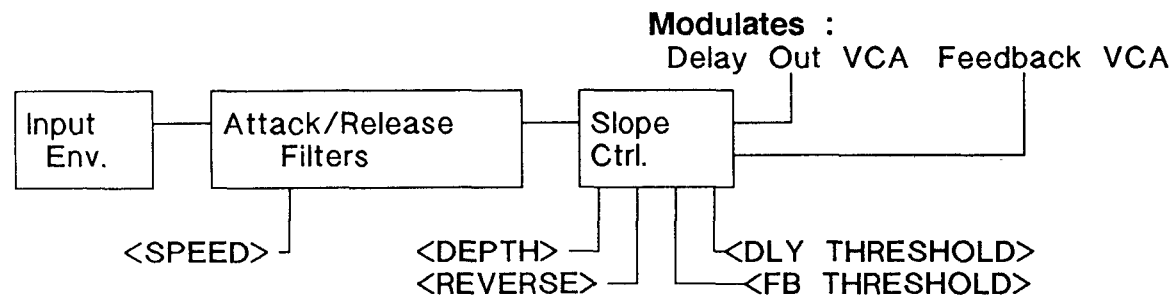 Modulates :
Delay Out VCA Feedback VCA
Input
Env.
Attack/Release
Filters
Slope
Ctrl.
<SPEED>
<DEPTH>
<DLY THRESHOLD>
<REVERSE>
<FB THRESHOLD>